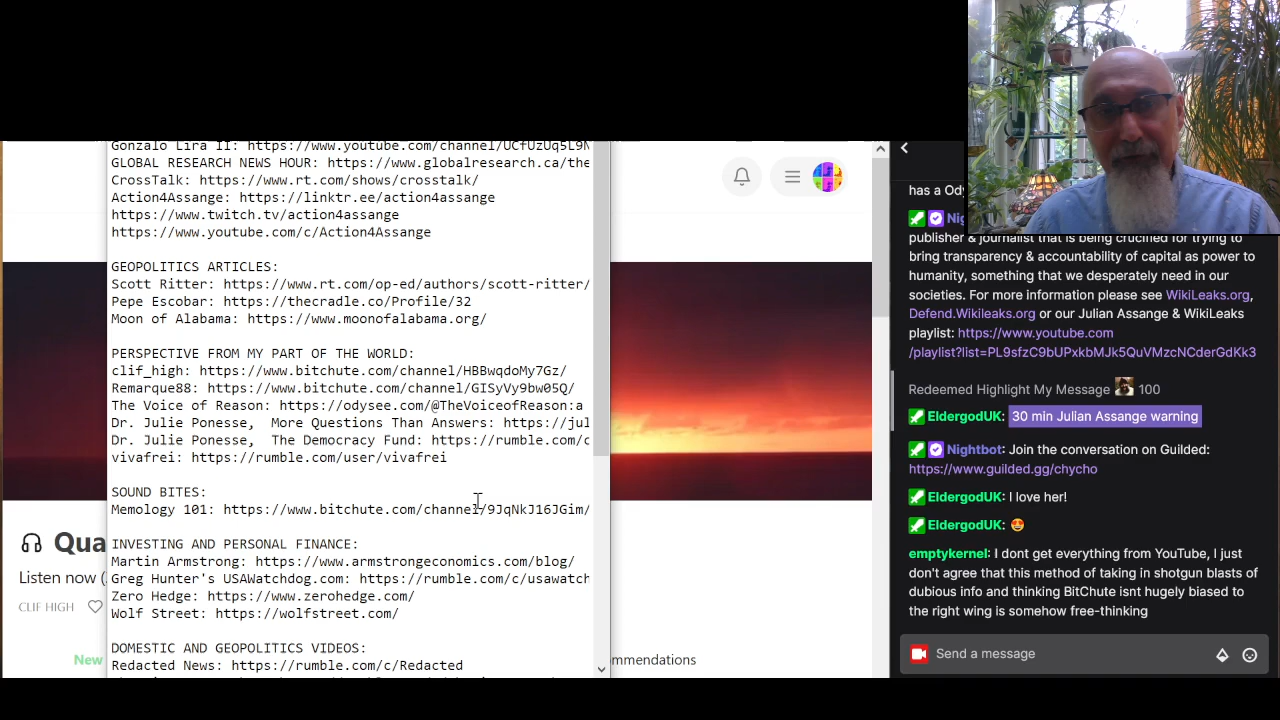 Gonzalo Lira II: https://www.youtube.com/channel/UCfUzUq5L9N
GLOBAL RESEARCH NEWS HOUR: https://www.globalresearch.ca/the
CrossTalk: https://www.rt.com/shows/crosstalk/
Action4Assange: https://linktr.ee/action4assange
https://www.twitch.tv/action4assange
https://www.youtube.com/c/Action4Assange
GEOPOLITICS ARTICLES:
Scott Ritter: https://www.rt.com/op-ed/authors/scott-ritter/
Pepe Escobar: https://thecradle.co/Profile/32
Moon of Alabama: https://www.moonofalabama.org/
PERSPECTIVE FROM MY PART OF THE WORLD:
clif_high: https://www.bitchute.com/channel/HBBwqdoMy7Gz/
Remarque88: https://www.bitchute.com/channel/GISyVy9bw05Q/
The Voice of Reason: https://odysee.com/@TheVoiceofReason:a
Dr. Julie Ponesse,  More Questions Than Answers: https://jul
Dr. Julie Ponesse,  The Democracy Fund: https://rumble.com/c
vivafrei: https://rumble.com/user/vivafrei
SOUND BITES:
Memology 101: https://www.bitchute.com/channel/9JqNkJ16JGim/
INVESTING AND PERSONAL FINANCE:
Martin Armstrong: https://www.armstrongeconomics.com/blog/
Greg Hunter's USAWatchdog.com: https://rumble.com/c/usawatch
Zero Hedge: https://www.zerohedge.com/
Wolf Street: https://wolfstreet.com/
DOMESTIC AND GEOPOLITICS VIDEOS:
Redacted News: https://rumble.com/c/Redacted
Qua
Listen now (
CLIF HIGH
New
mmendations
has a Ody
Nigh
publisher & journalist that is being crucified for trying to
bring transparency & accountability of capital as power to
humanity, something that we desperately need in our
societies. For more information please see WikiLeaks.org,
Defend.Wikileaks.org or our Julian Assange & WikiLeaks
playlist: https://www.youtube.com
/playlist?list=PL9sfzC9bUPxkbMJk5QuVMzcNCderGdKk3
Redeemed Highlight My Message 100
EldergodUK: 30 min Julian Assange warning
Nightbot: Join the conversation on Guilded:
https://www.guilded.gg/chycho
EldergodUK: I love her!
EldergodUK: 😍
emptykernel: I dont get everything from YouTube, I just
don't agree that this method of taking in shotgun blasts of
dubious info and thinking BitChute isnt hugely biased to
the right wing is somehow free-thinking
Send a message